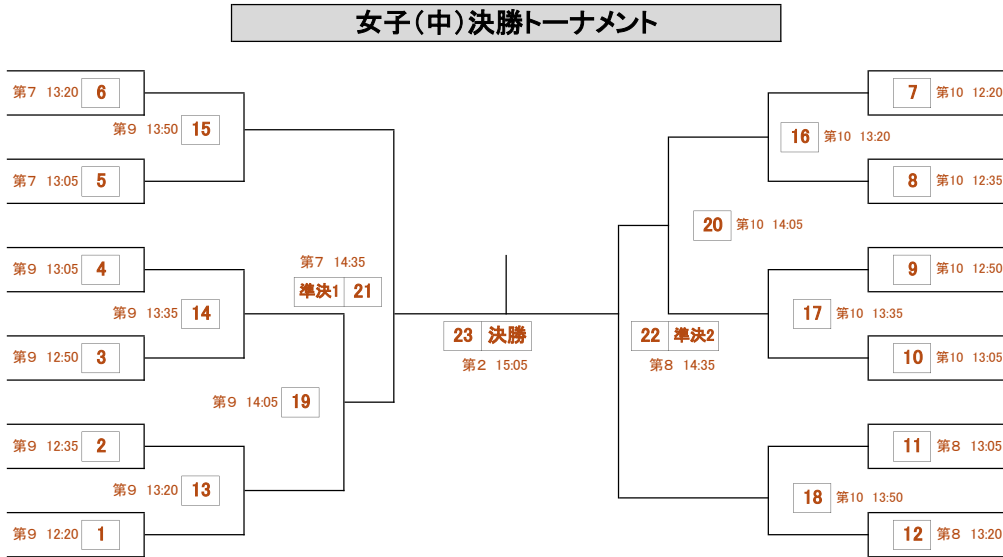 女子（中）決勝トーナメント
第7 13:20 6
7 第10 12:20
第9 13:50 15
16 第10 13:20
第7 13:05 5
8 第10 12:35
20 第10 14:05
第7 14:35
第9 13:05 4
9 第10 12:50
準決1 21
第9 13:35 14
17 第10 13:35
23 決勝
22 準決2
第9 12:50 3
10 第10 13:05
第2 15:05
第8 14:35
第9 14:05 19
第9 12:35 2
11 第8 13:05
第9 13:20 13
18 第10 13:50
第9 12:20 1
12 第8 13:20